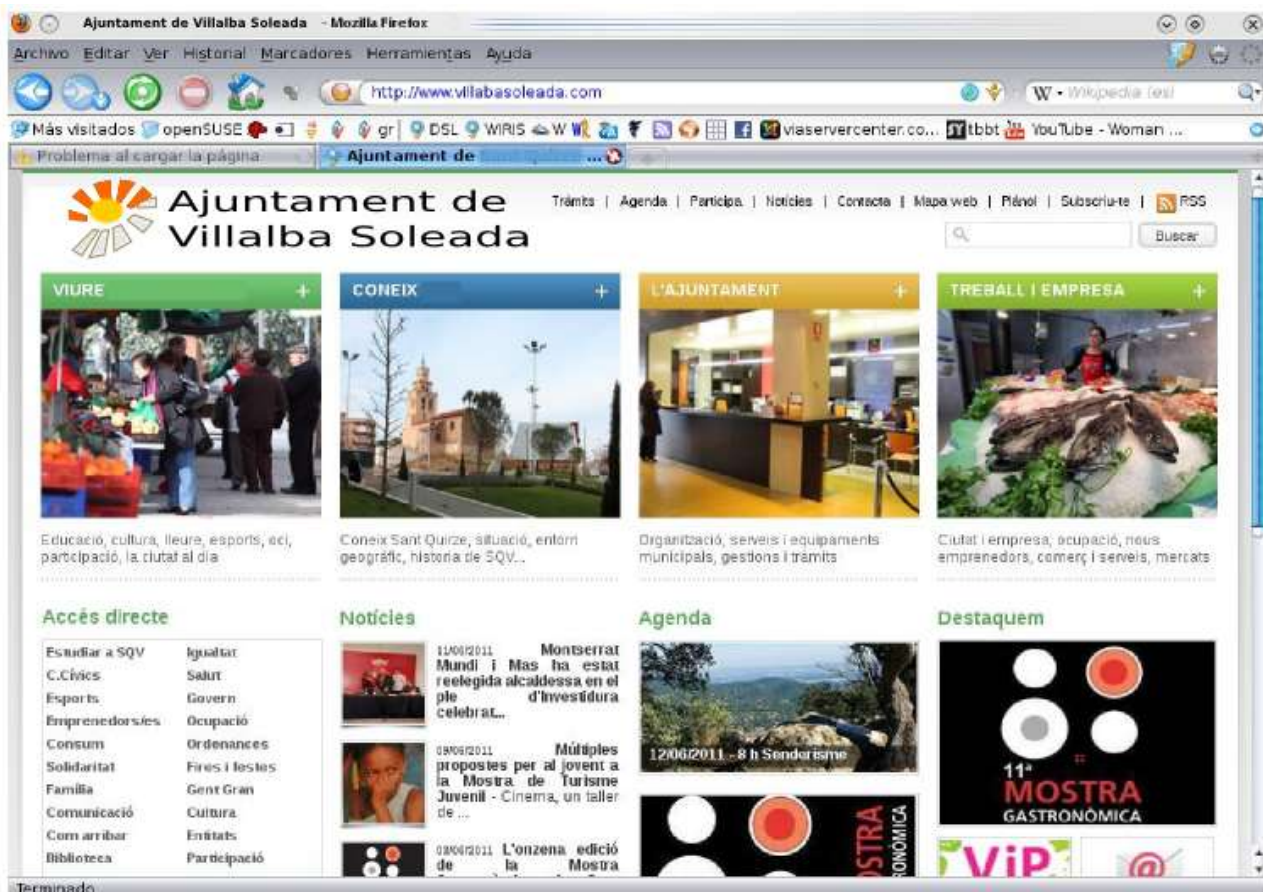 Ajuntament de Villalba Soleada - Mozilla Firefox
Archivo Editar Ver Historial Marcadores Herramientas Ayuda
http://www.villabasoleada.com
W - Wikipedia (es)
Más visitados openSUSE gr DSL WIRIS W viaservercenter.co... tbbt YouTube - Woman ...
Problema al cargar la página
Ajuntament de ...
Ajuntament de
Villalba Soleada
Tràmits | Agenda | Participa | Notícies | Contacta | Mapa web | Plànol | Subscriu-te | RSS
Buscar
VIURE +
CONEIX +
L'AJUNTAMENT +
TREBALL I EMPRESA +
Educació, cultura, lleure, esports, oci,
participació, la ciutat al dia
Coneix Sant Quirze, situació, entorn
geogràfic, historia de SQV...
Organització, serveis i equipaments
municipals, gestions i tràmits
Ciutat i empresa, ocupació, nous
emprenedors, comerç i serveis, mercats
Accés directe
Estudiar a SQV Igualtat
C.Cívics Salut
Esports Govern
Emprenedors/es Ocupació
Consum Ordenances
Solidaritat Fires i festes
Família Gent Gran
Comunicació Cultura
Com arribar Entitats
Biblioteca Participació
Notícies
11/06/2011 Montserrat
Mundi i Mas ha estat
reelegida alcaldessa en el
ple d'Investidura
celebrat...
09/06/2011 Múltiples
propostes per al jovent a
la Mostra de Turisme
Juvenil - Cinema, un taller
de ...
L'onzena edició
de la Mostra
Agenda
12/06/2011 - 8 h Senderisme
OSTRA
RONÒMICA
Destaquem
11ª
MOSTRA
GASTRONÒMICA
ViP
@
Terminado